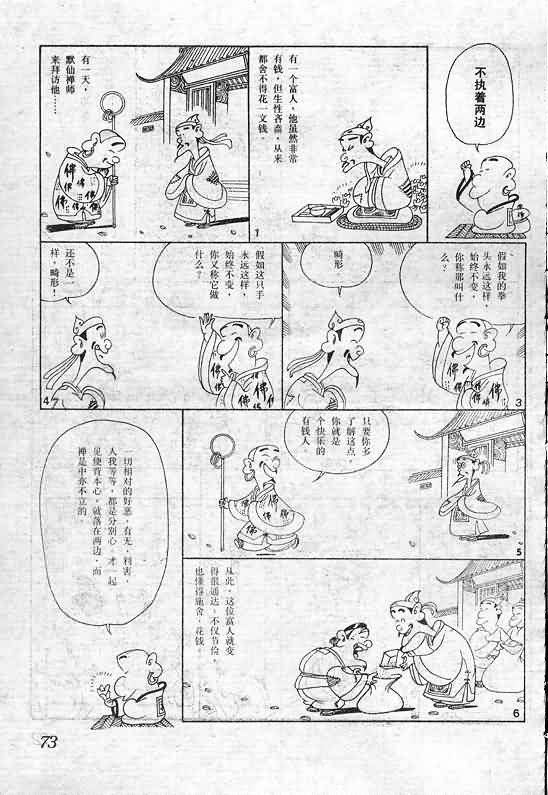 不执着两边
有一个富人，他虽然非常
有钱，但生性吝啬，从来
都舍不得花一文钱。
有一天，
默仙禅师
来拜访他……
1
假如我的拳
头永远这样，
始终不变，
你称那叫什
么？
畸形
3
假如这只手
永远这样，
始终不变，
你又称它做
什么？
还不是一
样，畸形！
4
只要你多
了解这点，
你就是一
个快乐的
有钱人。
5
从此，这位富人就变
得很通达，不仅节俭，
也懂得施舍、花钱。
6
一切相对的好恶，有无，利害，
人我等等，都是分别心，才一起
见便背本心，就落在两边，而
禅是中亦不立的。
佛 佛 佛 佛
73